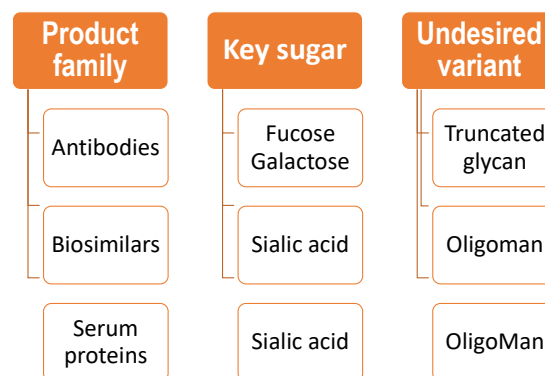 Product
family
Key sugar
Undesired
variant
Antibodies
Fucose
Galactose
Truncated
glycan
Biosimilars
Sialic acid
Oligoman
Serum
proteins
Sialic acid
OligoMan